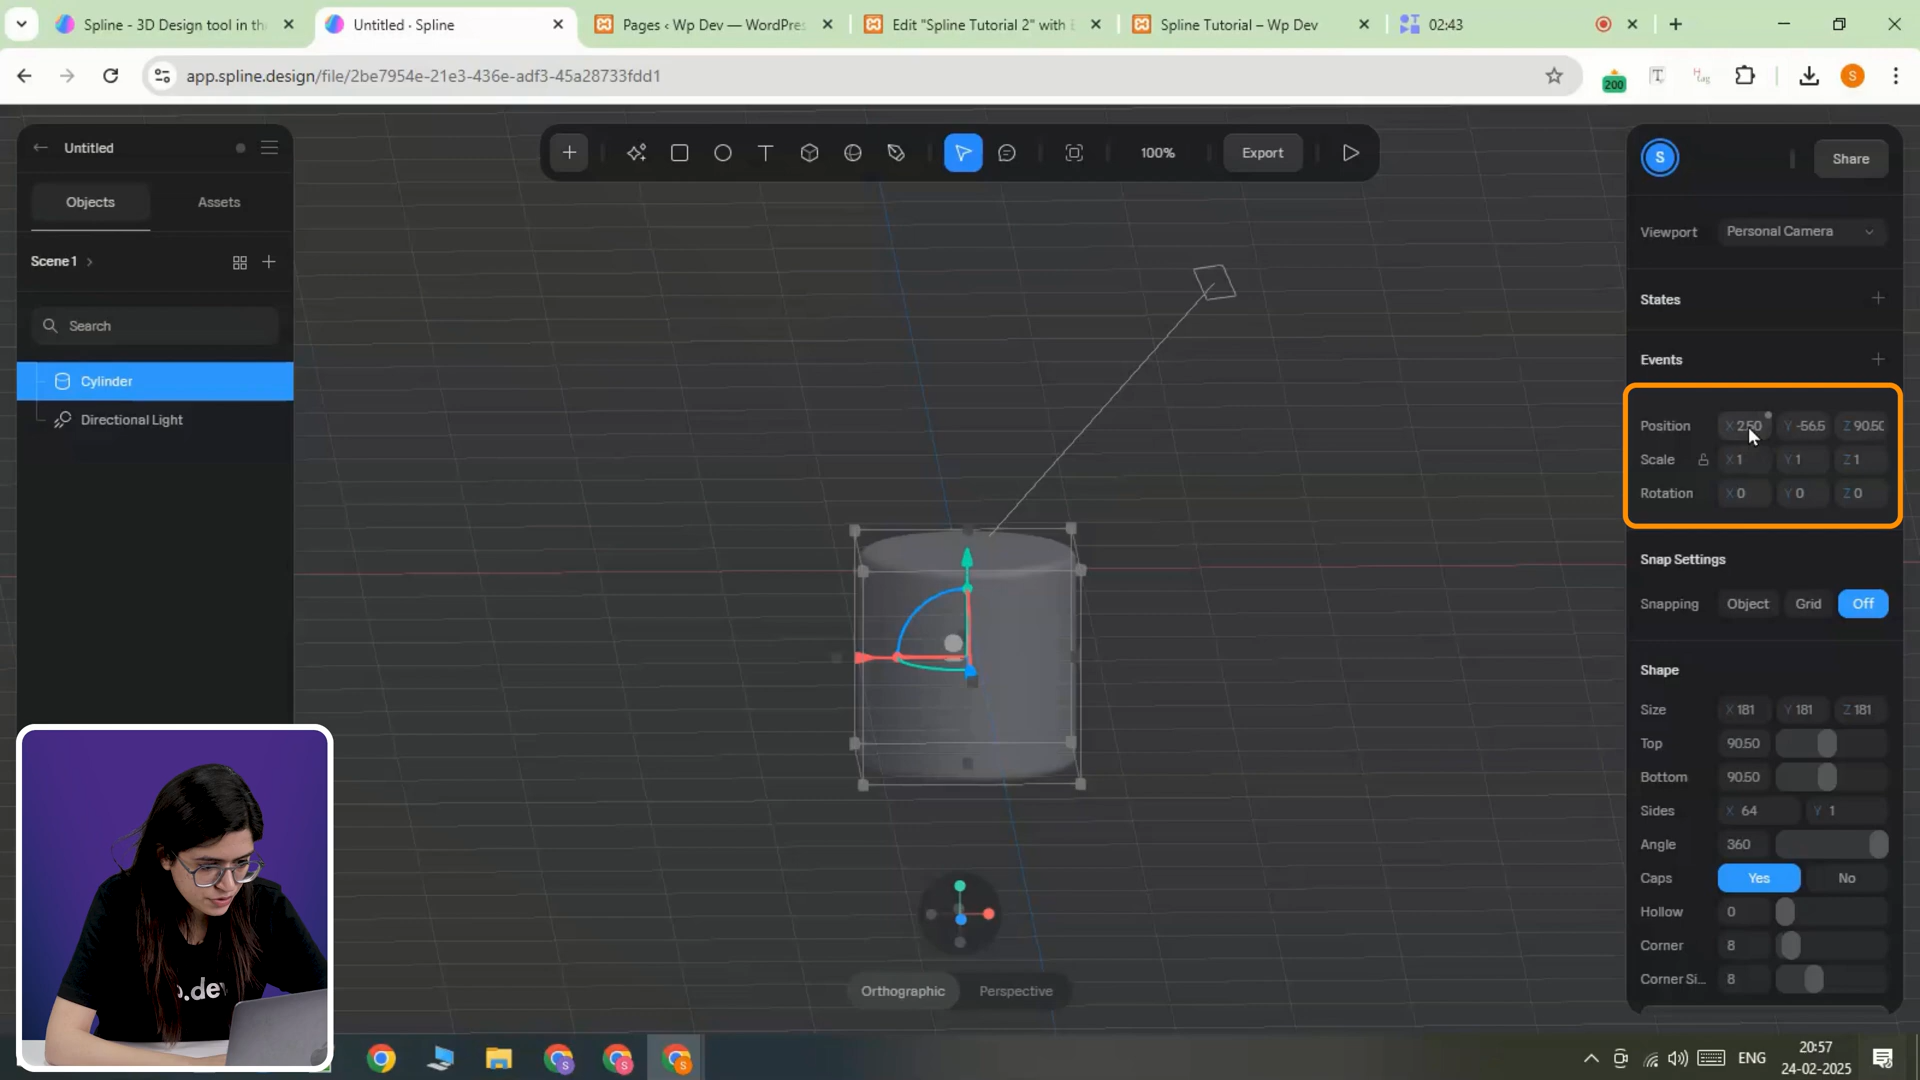 Spline - 3D Design tool in th
Untitled · Spline
Pages ‹ Wp Dev — WordPres
Edit "Spline Tutorial 2" with E
Spline Tutorial – Wp Dev
02:43
app.spline.design/file/2be7954e-21e3-436e-adf3-45a28733fdd1
200
T
H
S
Untitled
100%
Export
S
Share
Objects
Assets
Viewport
Personal Camera
Scene 1
States
Search
Events
Cylinder
Directional Light
Position X 2.50 Y -56.5 Z 90.50
Scale X 1 Y 1 Z 1
Rotation X 0 Y 0 Z 0
Snap Settings
Snapping Object Grid Off
Shape
Size X 181 Y 181 Z 181
Top 90.50
Bottom 90.50
Sides X 64 Y 1
Angle 360
Caps Yes No
Hollow 0
Corner 8
Corner Si... 8
Orthographic
Perspective
p.dev
S
S
S
ENG
20:57
24-02-2025